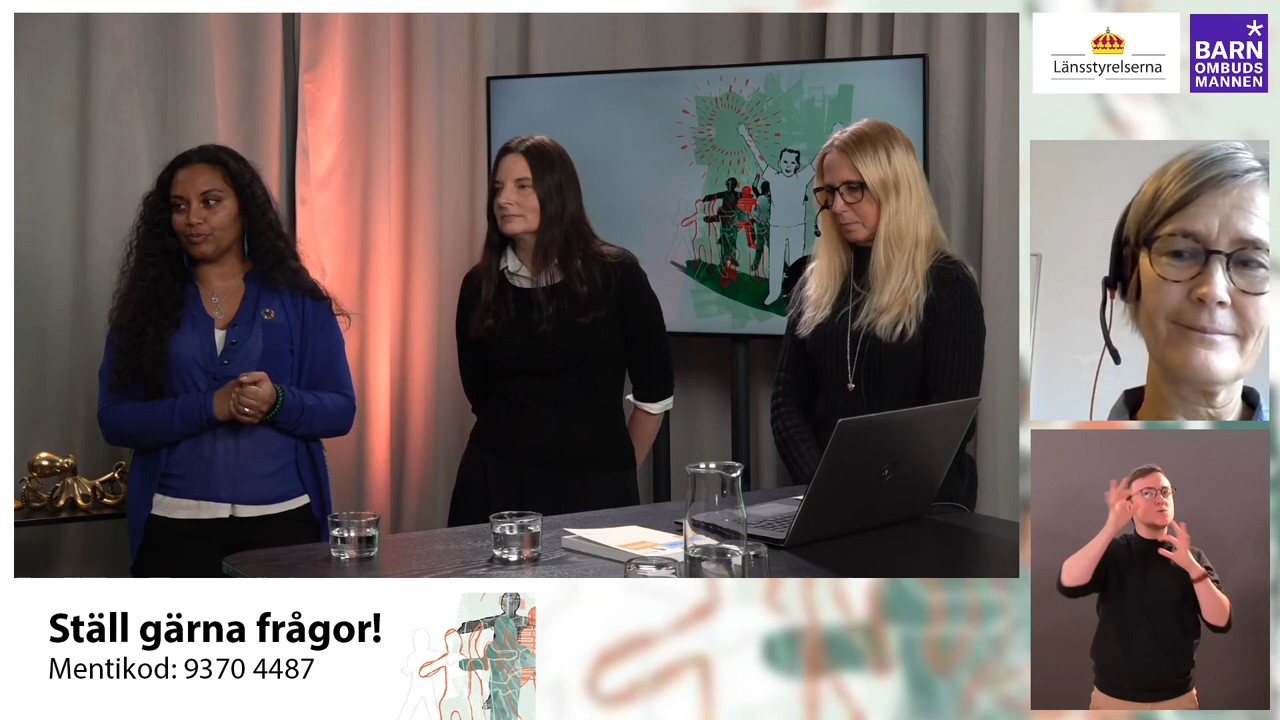 Länsstyrelserna
BARN
OMBUDS
MANNEN
Ställ gärna frågor!
Mentikod: 9370 4487